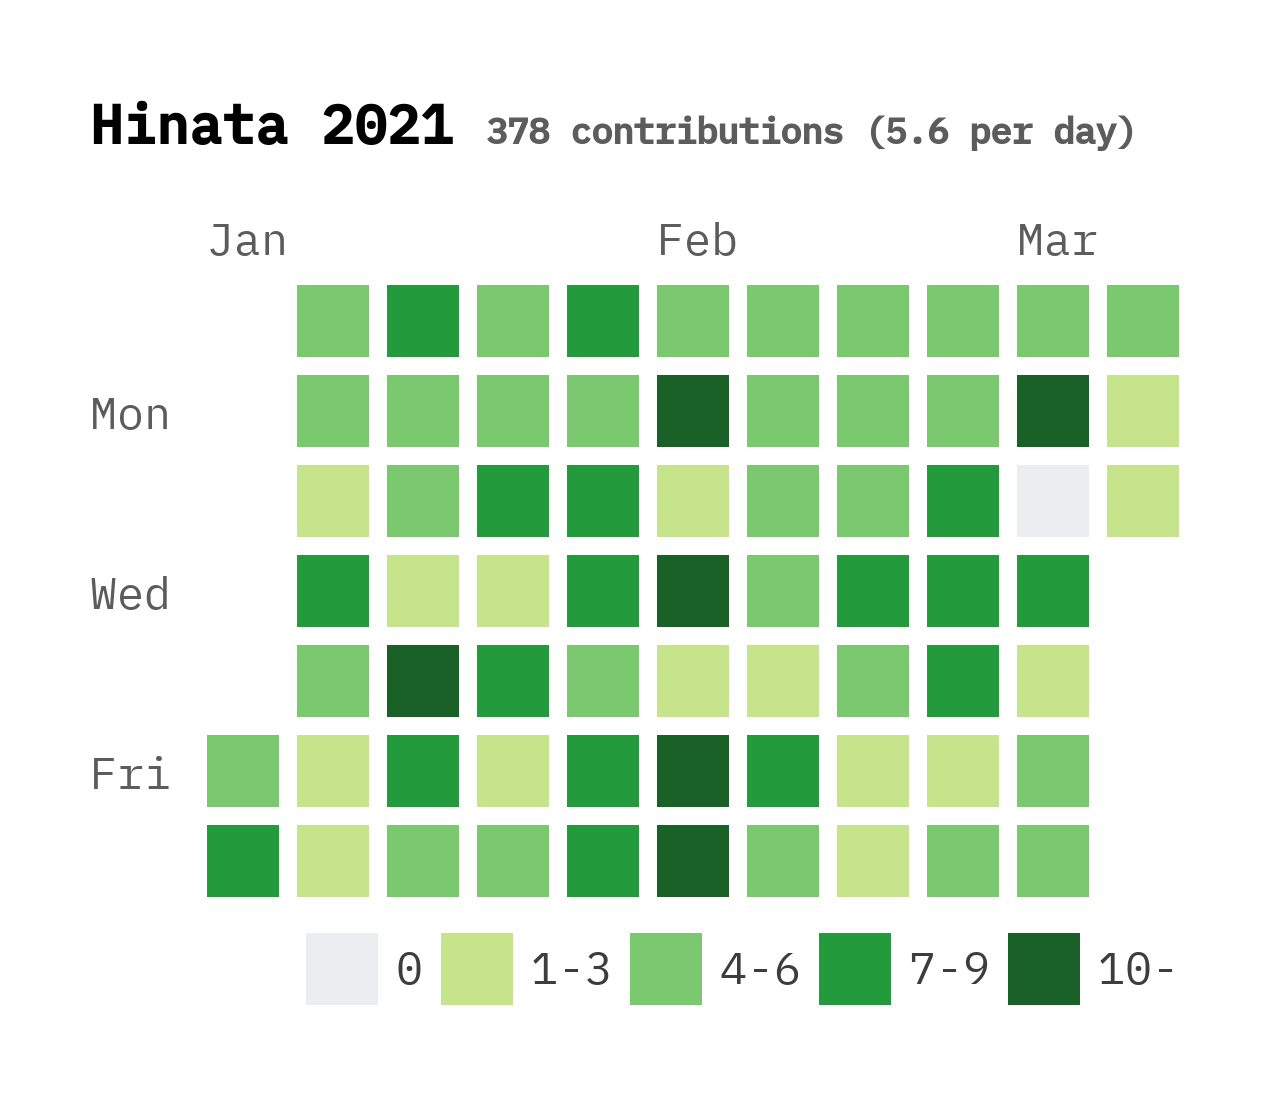 Hinata 2021 378 contributions (5.6 per day)
Jan Feb Mar
Mon
Wed
Fri
0 1-3 4-6 7-9 10-